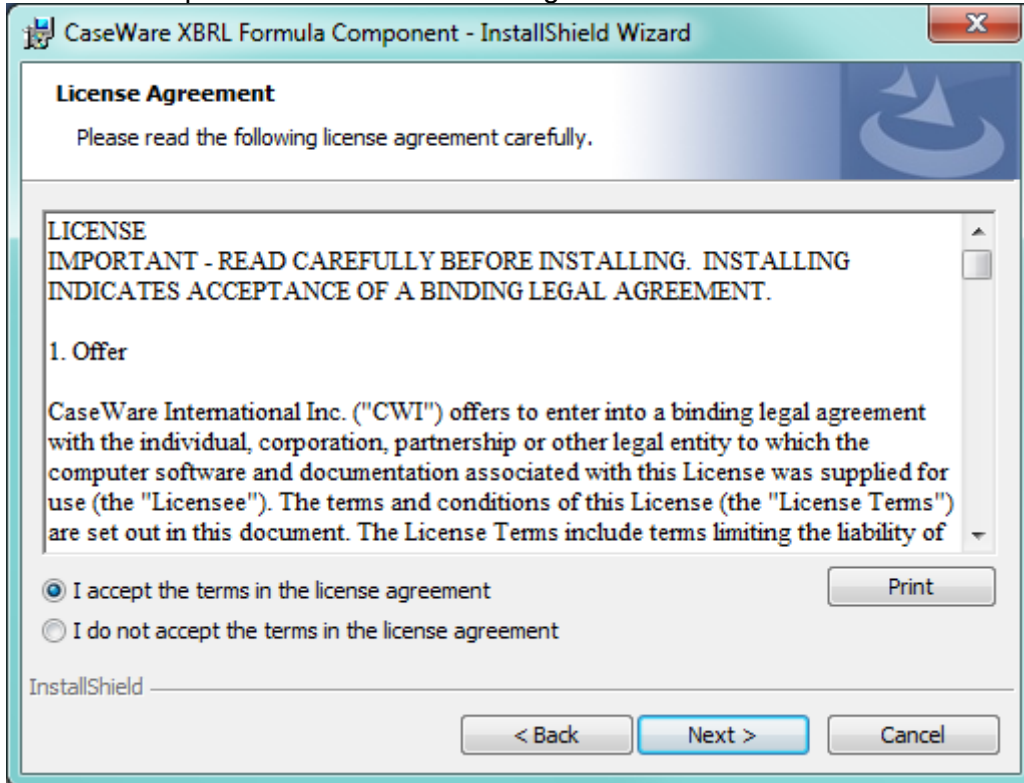 CaseWare XBRL Formula Component - InstallShield Wizard
License Agreement
Please read the following license agreement carefully.
LICENSE
IMPORTANT - READ CAREFULLY BEFORE INSTALLING.  INSTALLING
INDICATES ACCEPTANCE OF A BINDING LEGAL AGREEMENT.
1. Offer
CaseWare International Inc. ("CWI") offers to enter into a binding legal agreement
with the individual, corporation, partnership or other legal entity to which the
computer software and documentation associated with this License was supplied for
use (the "Licensee"). The terms and conditions of this License (the "License Terms")
are set out in this document. The License Terms include terms limiting the liability of
I accept the terms in the license agreement
Print
I do not accept the terms in the license agreement
InstallShield
< Back
Next >
Cancel